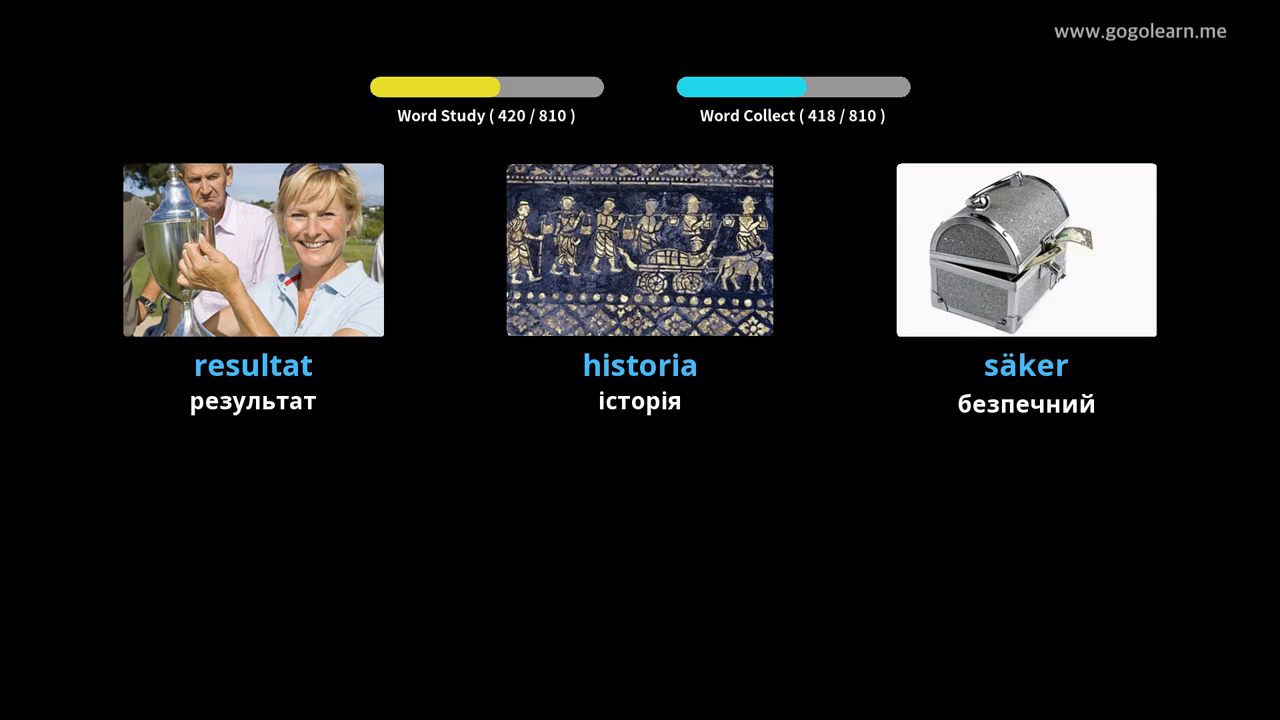 www.gogolearn.me
Word Study ( 420 / 810 )
Word Collect ( 418 / 810 )
resultat
historia
säker
результат
історія
безпечний